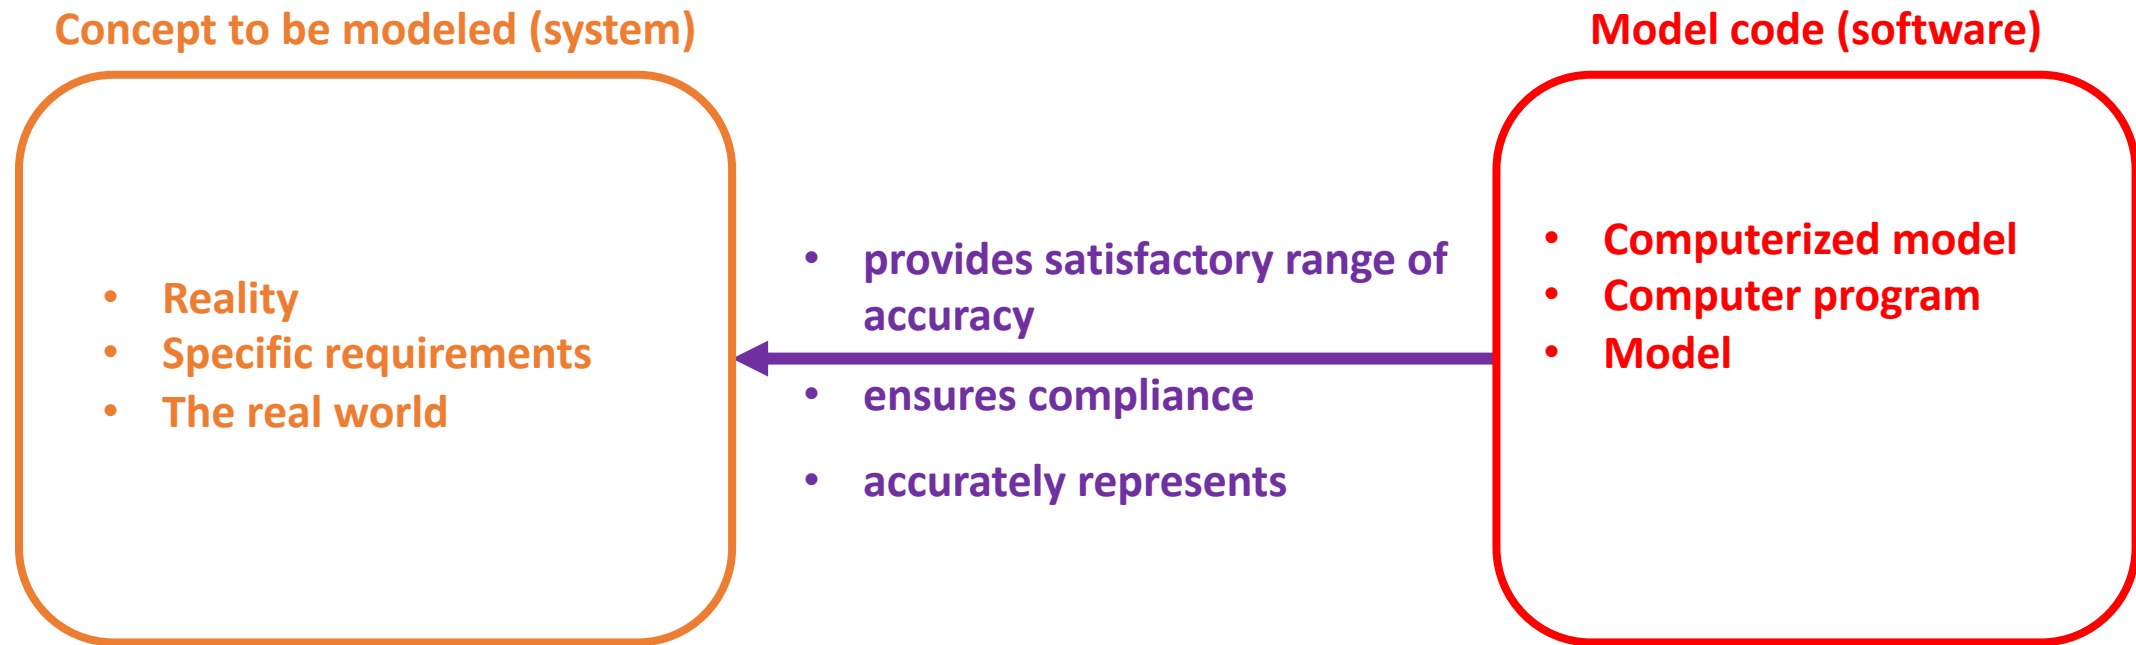 Concept to be modeled (system)
• Reality
• Specific requirements
• The real world
• provides satisfactory range of
accuracy
• ensures compliance
• accurately represents
Model code (software)
• Computerized model
• Computer program
• Model